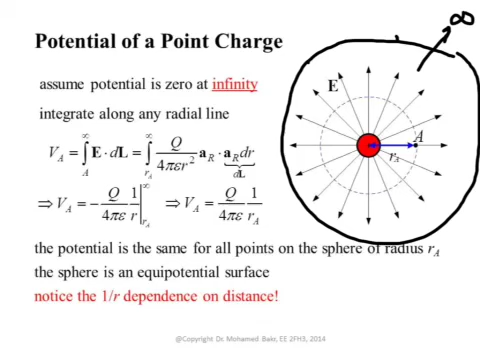 ∞
Potential of a Point Charge
E
assume potential is zero at infinity
integrate along any radial line
V_A = ∫_A^∞ E · dL = ∫_{r_A}^∞ Q/(4πεr²) a_R · a_R dr
dL
A
r_A
⇒ V_A = − Q/(4πε) 1/r |_{r_A}^∞ ⇒ V_A = Q/(4πε) 1/r_A
the potential is the same for all points on the sphere of radius r_A
the sphere is an equipotential surface
notice the 1/r dependence on distance!
@Copyright Dr. Mohamed Bakr, EE 2FH3, 2014